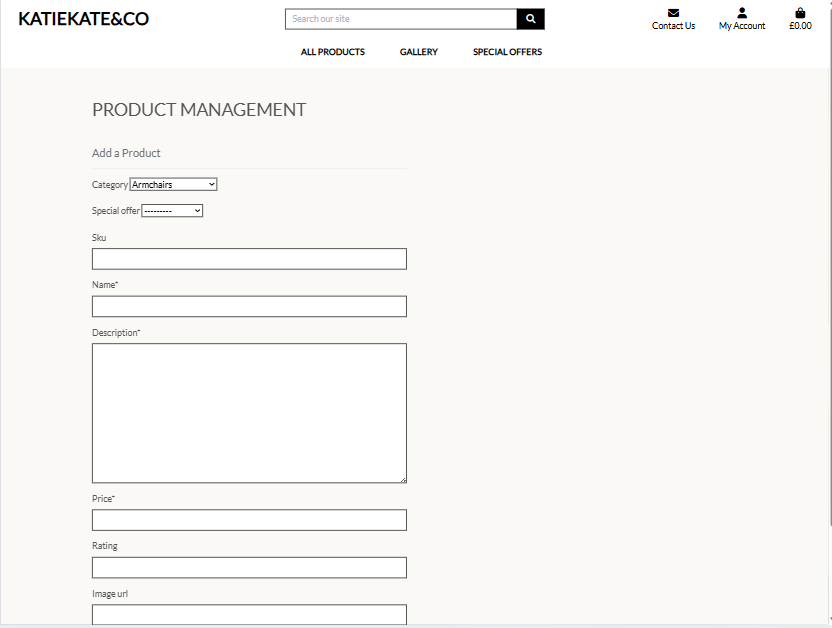 KATIEKATE&CO
Search our site
Contact Us
My Account
£0.00
ALL PRODUCTS GALLERY SPECIAL OFFERS
PRODUCT MANAGEMENT
Add a Product
Category Armchairs
Special offer ---------
Sku
Name*
Description*
Price*
Rating
Image url